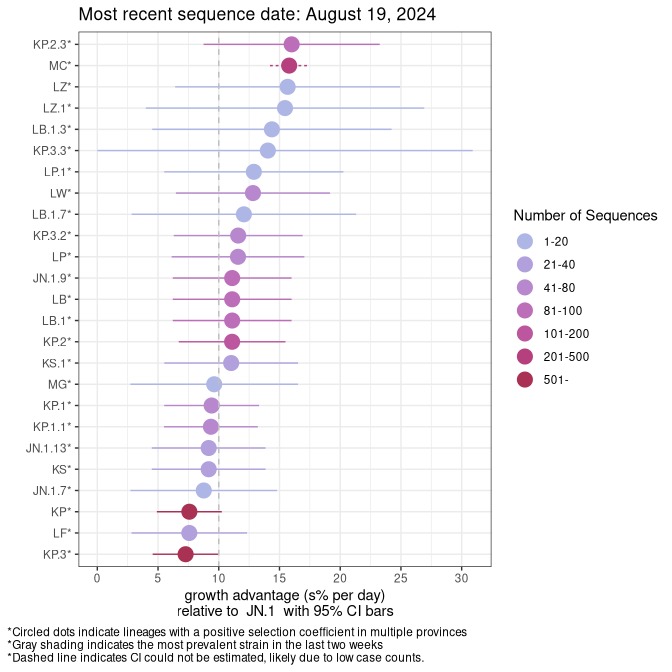 Most recent sequence date: August 19, 2024
KP.2.3*
MC*
LZ*
LZ.1*
LB.1.3*
KP.3.3*
LP.1*
LW*
LB.1.7*
KP.3.2*
LP*
JN.1.9*
LB*
LB.1*
KP.2*
KS.1*
MG*
KP.1*
KP.1.1*
JN.1.13*
KS*
JN.1.7*
KP*
LF*
KP.3*
0 5 10 15 20 25 30
growth advantage (s% per day)
relative to JN.1 with 95% CI bars
Number of Sequences
1-20
21-40
41-80
81-100
101-200
201-500
501-
*Circled dots indicate lineages with a positive selection coefficient in multiple provinces
*Gray shading indicates the most prevalent strain in the last two weeks
*Dashed line indicates CI could not be estimated, likely due to low case counts.